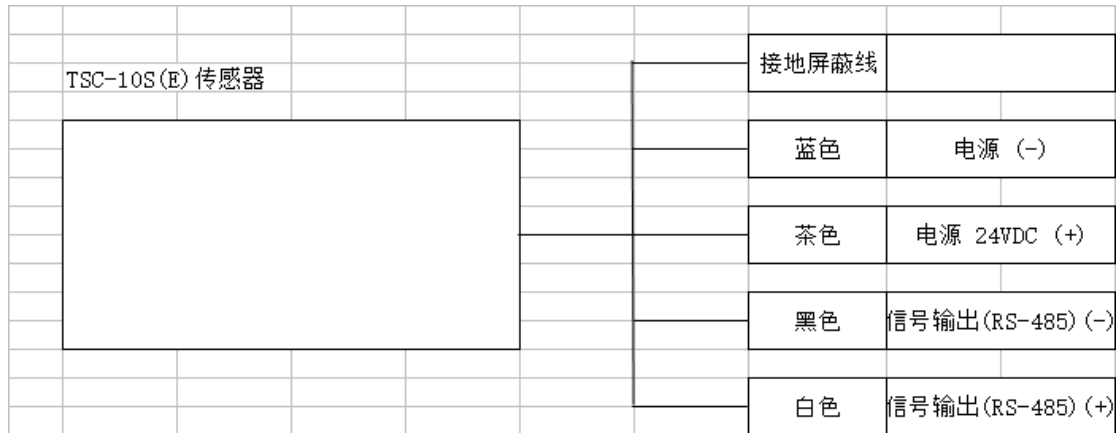 接地屏蔽线
TSC-10S(E)传感器
蓝色 电源 (-)
茶色 电源 24VDC (+)
黑色 信号输出(RS-485)(-)
白色 信号输出(RS-485)(+)